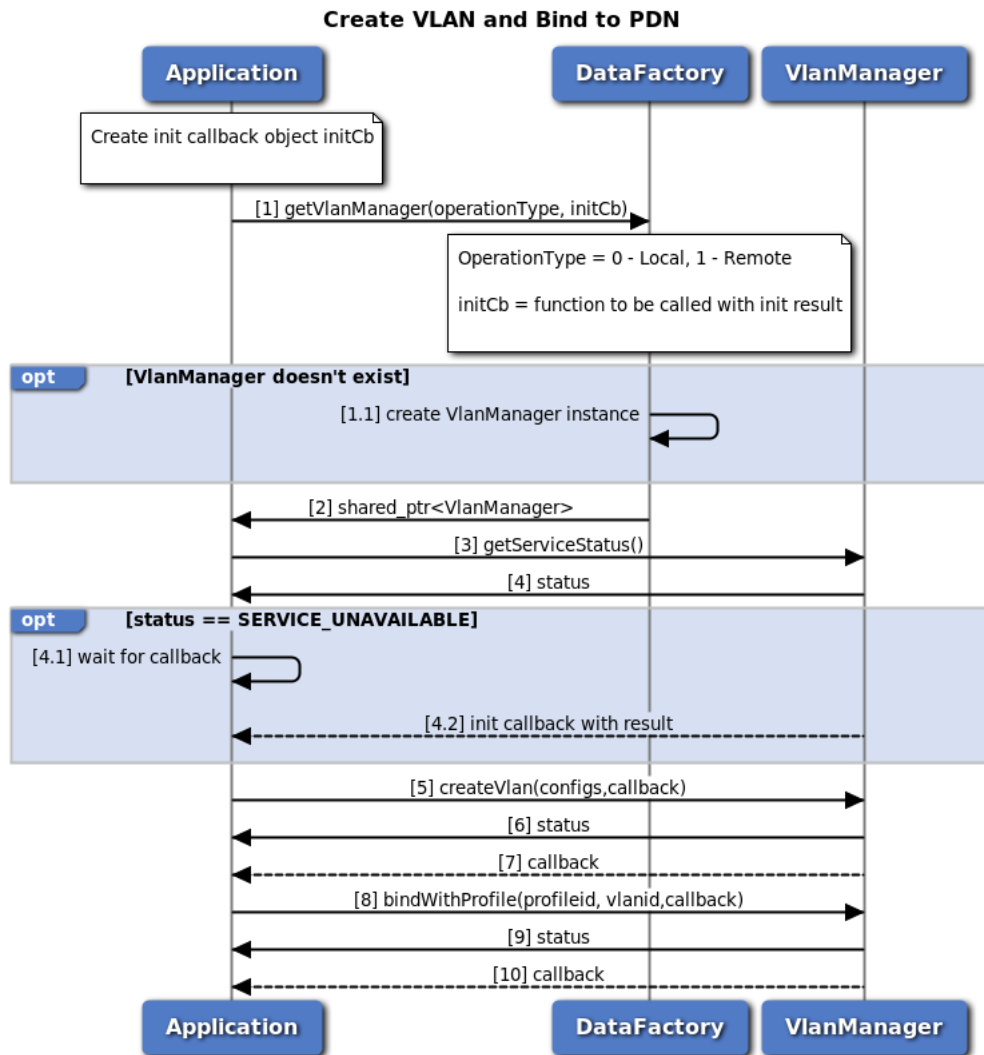 Create VLAN and Bind to PDN
Application
DataFactory
VlanManager
Create init callback object initCb
[1] getVlanManager(operationType, initCb)
OperationType = 0 - Local, 1 - Remote
initCb = function to be called with init result
opt
[VlanManager doesn't exist]
[1.1] create VlanManager instance
[2] shared_ptr<VlanManager>
[3] getServiceStatus()
[4] status
opt
[status == SERVICE_UNAVAILABLE]
[4.1] wait for callback
[4.2] init callback with result
[5] createVlan(configs,callback)
[6] status
[7] callback
[8] bindWithProfile(profileid, vlanid,callback)
[9] status
[10] callback
Application
DataFactory
VlanManager